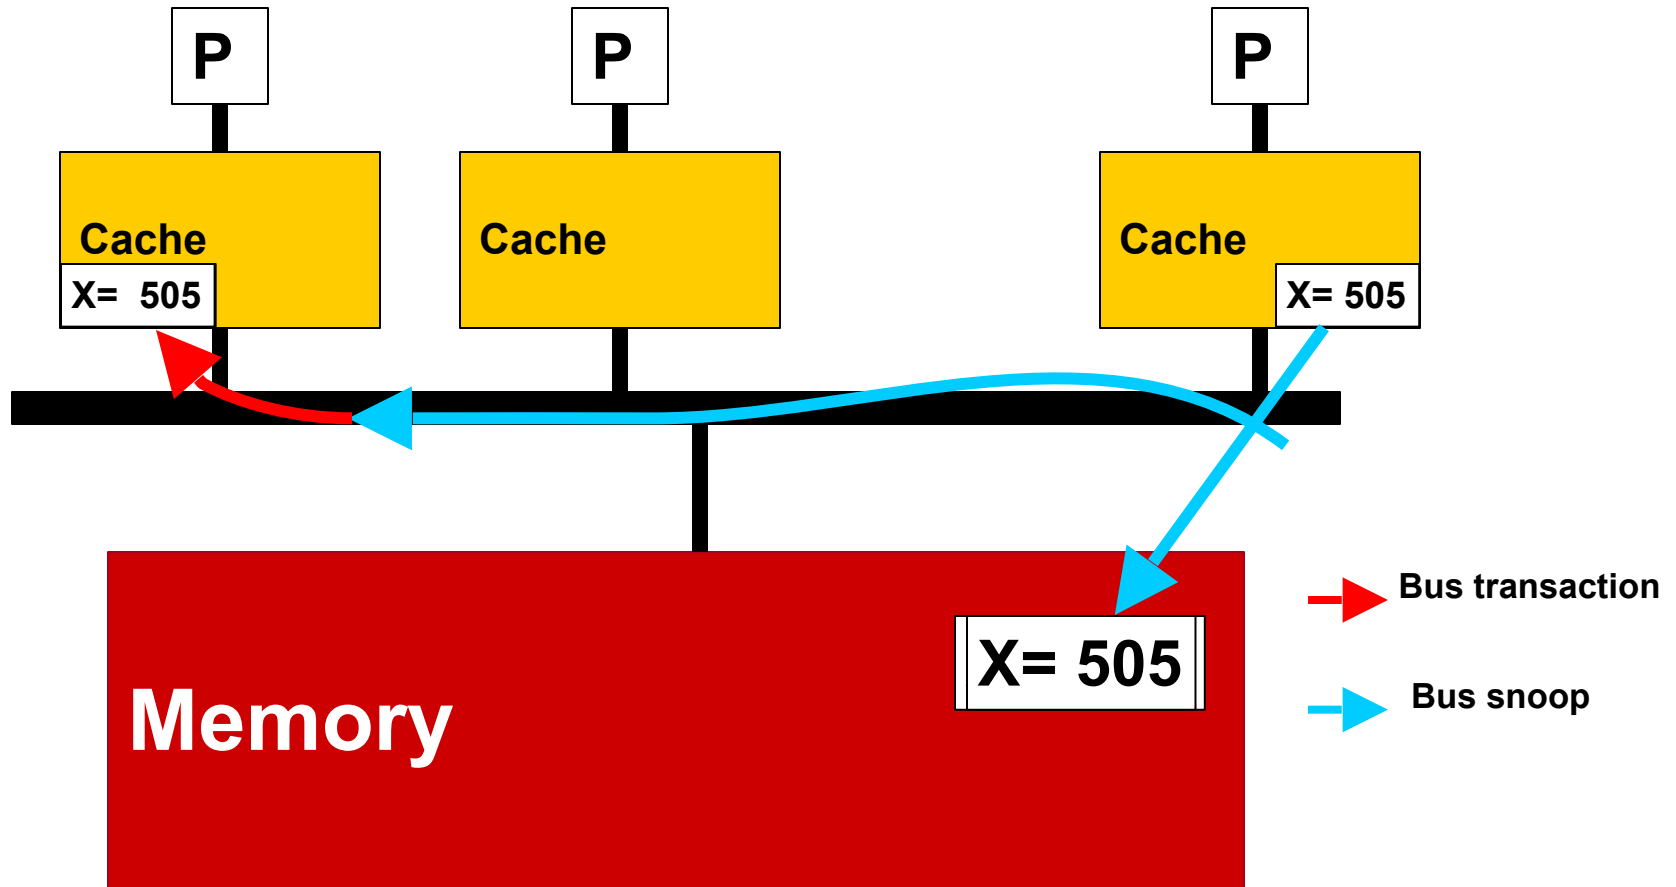 P
P
P
Cache
Cache
Cache
X= 505
X= 505
Bus transaction
X= 505
Bus snoop
Memory